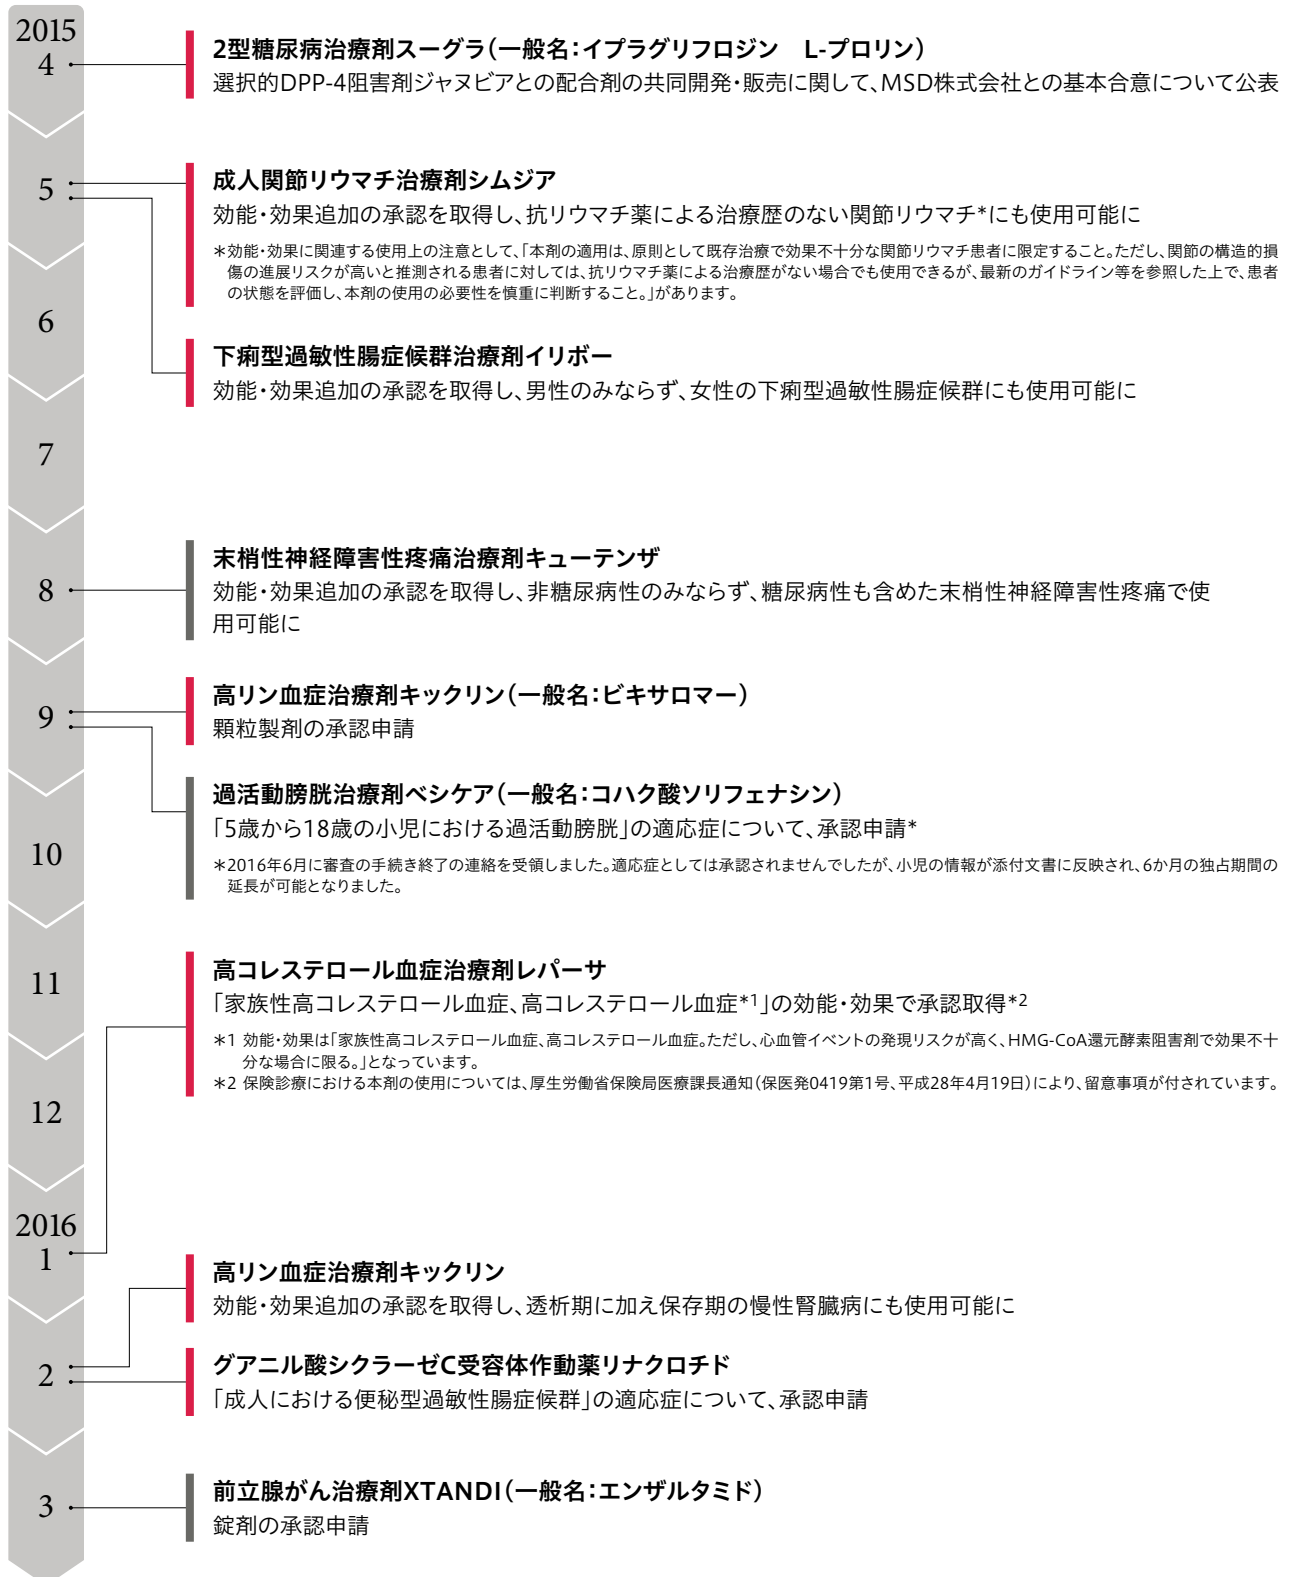 2015
4
2型糖尿病治療剤スーグラ（一般名：イプラグリフロジン　L-プロリン）
選択的DPP-4阻害剤ジャヌビアとの配合剤の共同開発・販売に関して、MSD株式会社との基本合意について公表
5
成人関節リウマチ治療剤シムジア
効能・効果追加の承認を取得し、抗リウマチ薬による治療歴のない関節リウマチ*にも使用可能に
＊効能・効果に関連する使用上の注意として、「本剤の適用は、原則として既存治療で効果不十分な関節リウマチ患者に限定すること。ただし、関節の構造的損
傷の進展リスクが高いと推測される患者に対しては、抗リウマチ薬による治療歴がない場合でも使用できるが、最新のガイドライン等を参照した上で、患者
の状態を評価し、本剤の使用の必要性を慎重に判断すること。」があります。
6
下痢型過敏性腸症候群治療剤イリボー
効能・効果追加の承認を取得し、男性のみならず、女性の下痢型過敏性腸症候群にも使用可能に
7
8
末梢性神経障害性疼痛治療剤キューテンザ
効能・効果追加の承認を取得し、非糖尿病性のみならず、糖尿病性も含めた末梢性神経障害性疼痛で使
用可能に
9
高リン血症治療剤キックリン（一般名：ビキサロマー）
顆粒製剤の承認申請
過活動膀胱治療剤ベシケア（一般名：コハク酸ソリフェナシン）
「5歳から18歳の小児における過活動膀胱」の適応症について、承認申請*
10
＊2016年6月に審査の手続き終了の連絡を受領しました。適応症としては承認されませんでしたが、小児の情報が添付文書に反映され、6か月の独占期間の
延長が可能となりました。
11
高コレステロール血症治療剤レパーサ
「家族性高コレステロール血症、高コレステロール血症*1」の効能・効果で承認取得*2
＊1 効能・効果は「家族性高コレステロール血症、高コレステロール血症。ただし、心血管イベントの発現リスクが高く、HMG-CoA還元酵素阻害剤で効果不十
分な場合に限る。」となっています。
＊2 保険診療における本剤の使用については、厚生労働省保険局医療課長通知（保医発0419第1号、平成28年4月19日）により、留意事項が付されています。
12
2016
1
高リン血症治療剤キックリン
効能・効果追加の承認を取得し、透析期に加え保存期の慢性腎臓病にも使用可能に
2
グアニル酸シクラーゼC受容体作動薬リナクロチド
「成人における便秘型過敏性腸症候群」の適応症について、承認申請
3
前立腺がん治療剤XTANDI（一般名：エンザルタミド）
錠剤の承認申請